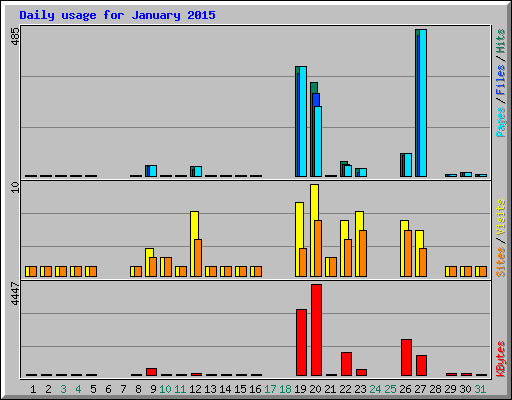 Daily usage for January 2015
485
Pages / Files / Hits
10
Sites / Visits
4447
KBytes
1 2 3 4 5 6 7 8 9 10 11 12 13 14 15 16 17 18 19 20 21 22 23 24 25 26 27 28 29 30 31